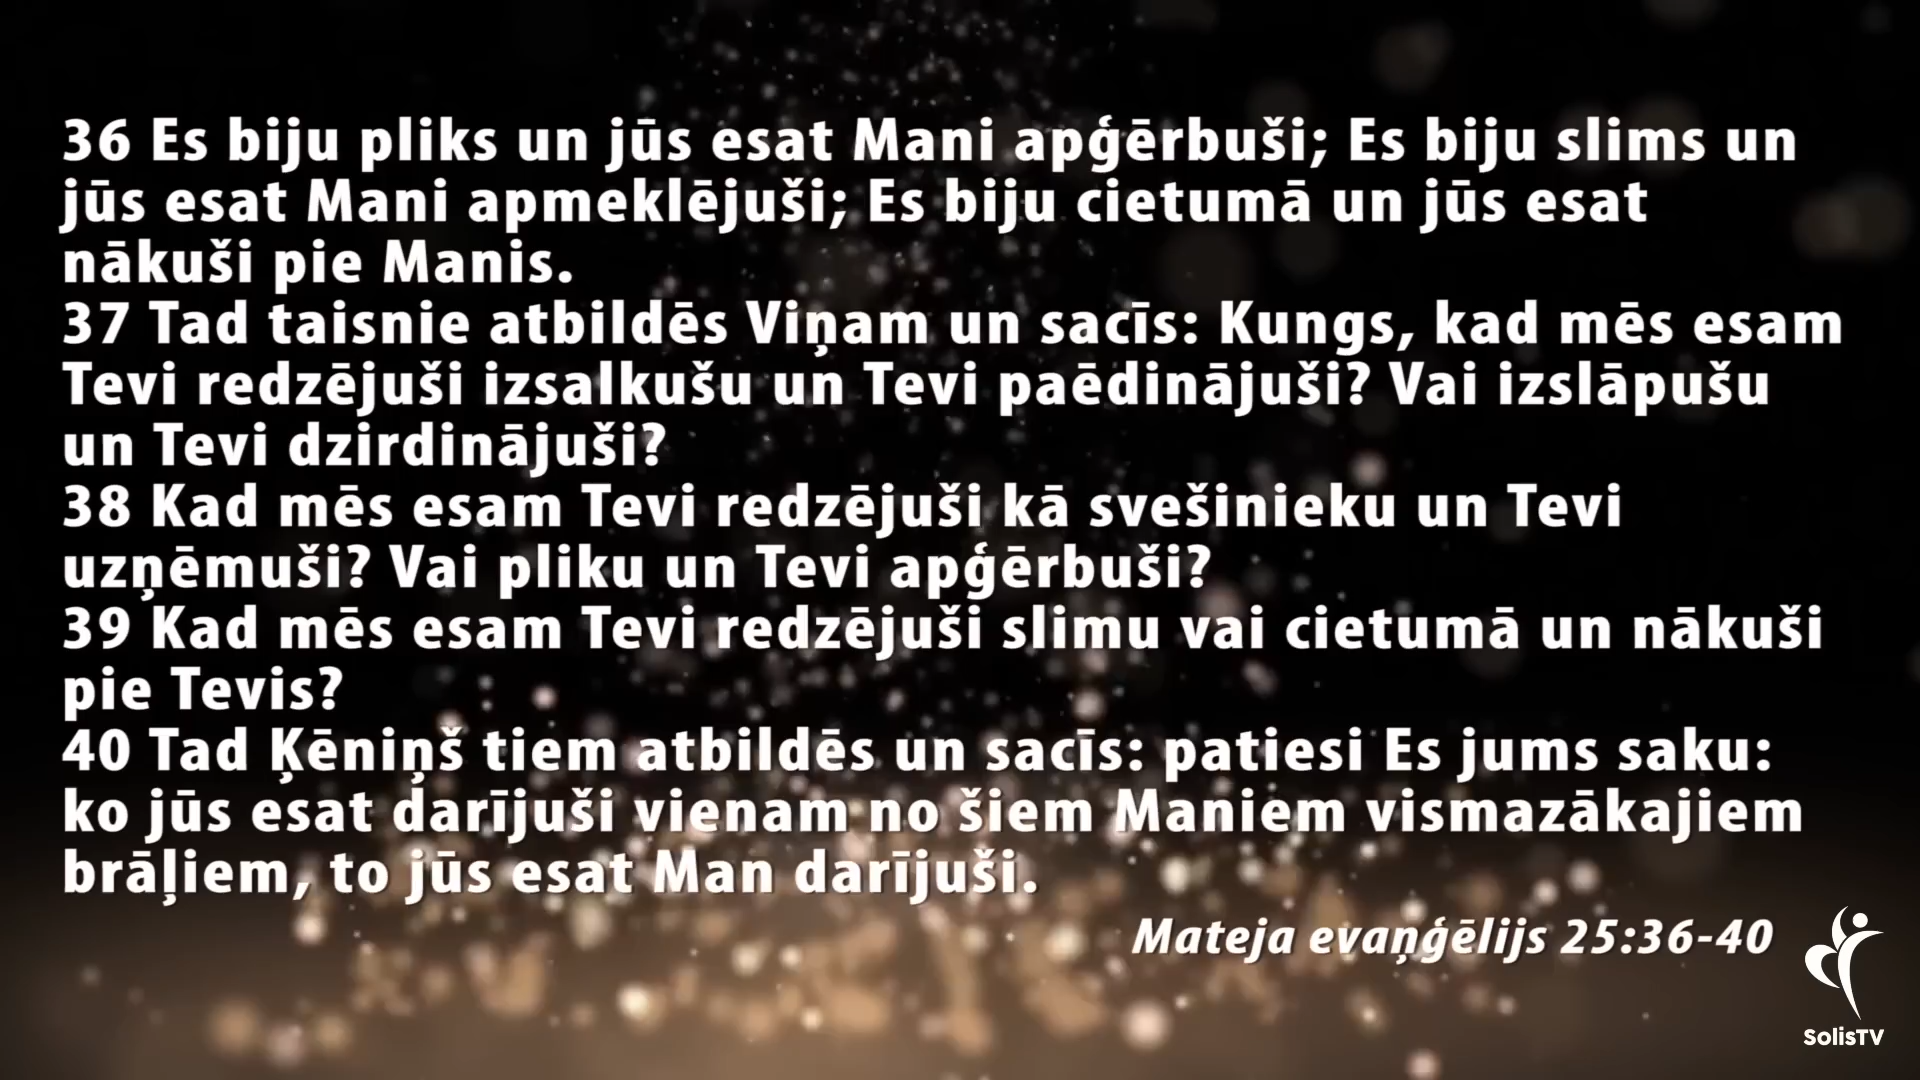 36 Es biju pliks un jūs esat Mani apģērbuši; Es biju slims un
jūs esat Mani apmeklējuši; Es biju cietumā un jūs esat
nākuši pie Manis.
37 Tad taisnie atbildēs Viņam un sacīs: Kungs, kad mēs esam
Tevi redzējuši izsalkušu un Tevi paēdinājuši? Vai izslāpušu
un Tevi dzirdinājuši?
38 Kad mēs esam Tevi redzējuši kā svešinieku un Tevi
uzņēmuši? Vai pliku un Tevi apģērbuši?
39 Kad mēs esam Tevi redzējuši slimu vai cietumā un nākuši
pie Tevis?
40 Tad Ķēniņš tiem atbildēs un sacīs: patiesi Es jums saku:
ko jūs esat darījuši vienam no šiem Maniem vismazākajiem
brāļiem, to jūs esat Man darījuši.
Mateja evaņģēlijs 25:36-40
SolisTV